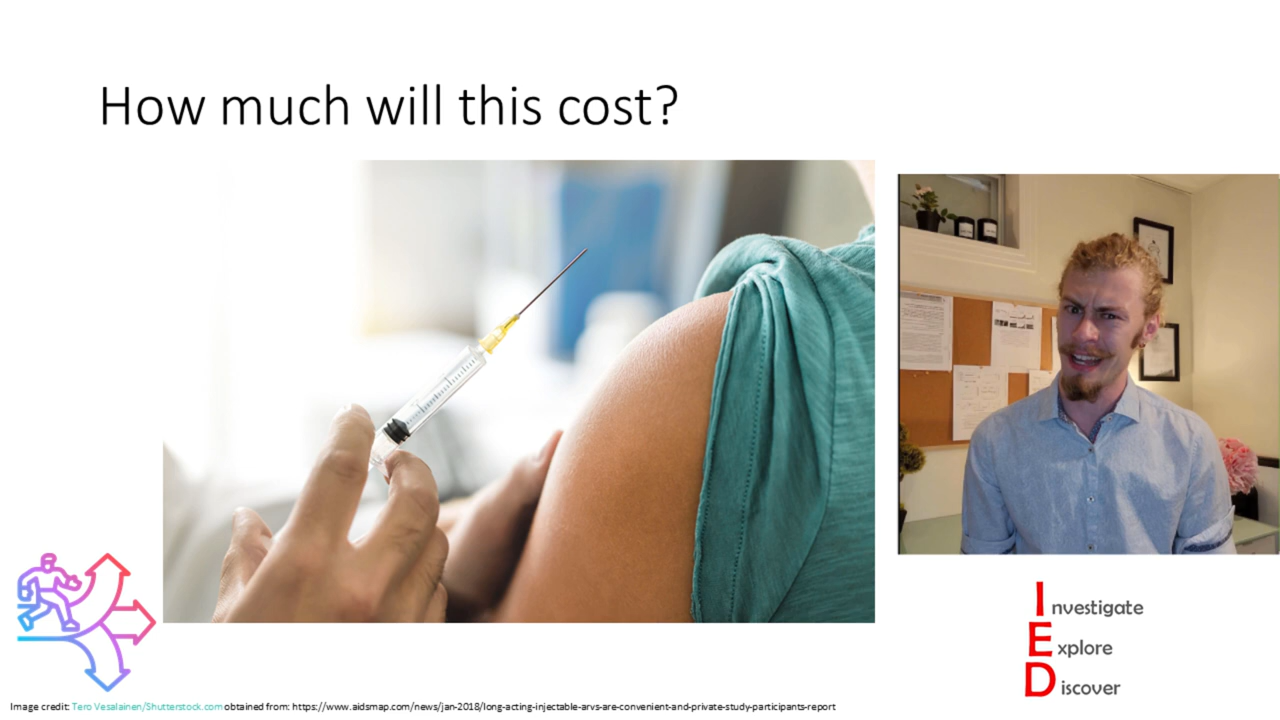 How much will this cost?
Investigate
Explore
Discover
Image credit: Tero Vesalainen/Shutterstock.com obtained from: https://www.aidsmap.com/news/jan-2018/long-acting-injectable-arvs-are-convenient-and-private-study-participants-report